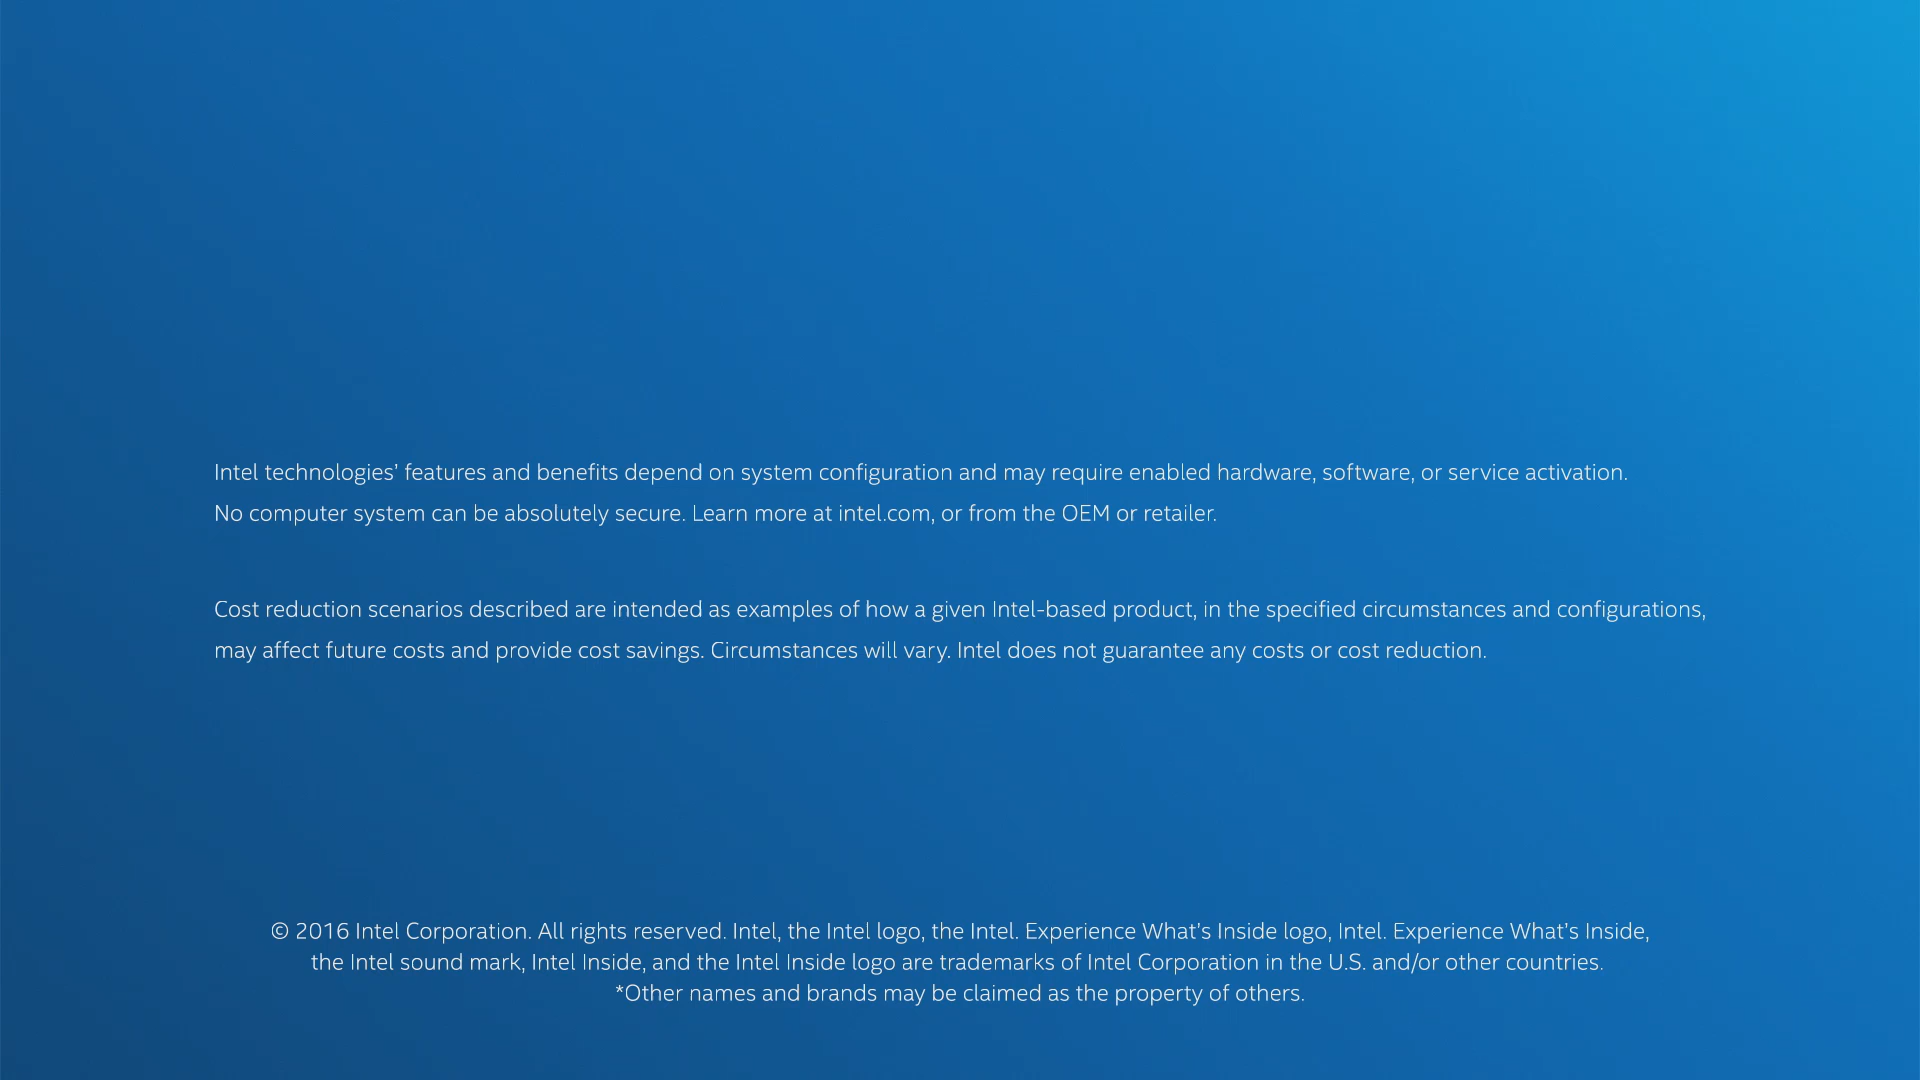 Intel technologies’ features and benefits depend on system configuration and may require enabled hardware, software, or service activation.
No computer system can be absolutely secure. Learn more at intel.com, or from the OEM or retailer.
Cost reduction scenarios described are intended as examples of how a given Intel-based product, in the specified circumstances and configurations,
may affect future costs and provide cost savings. Circumstances will vary. Intel does not guarantee any costs or cost reduction.
© 2016 Intel Corporation. All rights reserved. Intel, the Intel logo, the Intel. Experience What’s Inside logo, Intel. Experience What’s Inside,
the Intel sound mark, Intel Inside, and the Intel Inside logo are trademarks of Intel Corporation in the U.S. and/or other countries.
*Other names and brands may be claimed as the property of others.